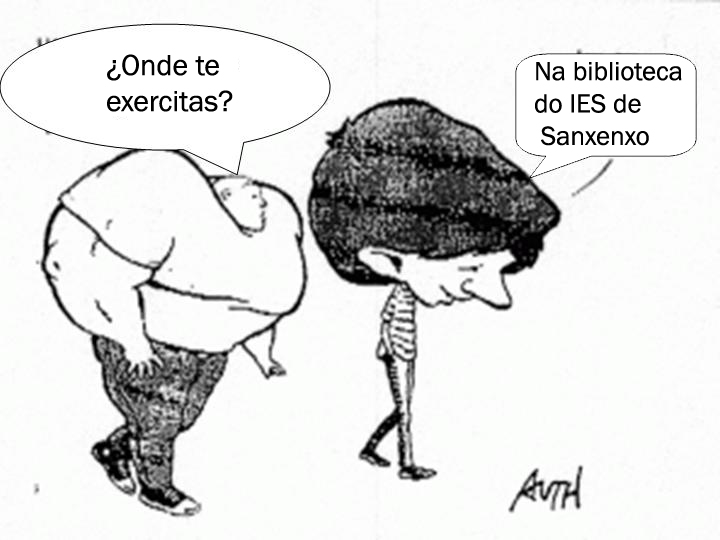 ¿Onde te
exercitas?
Na biblioteca
do IES de
Sanxenxo
AUTH